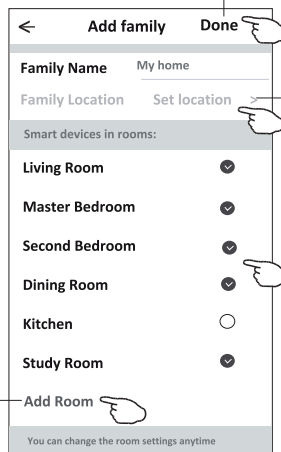 Add family Done
Family Name My home
Family Location Set location >
Smart devices in rooms:
Living Room
Master Bedroom
Second Bedroom
Dining Room
Kitchen
Study Room
Add Room
You can change the room settings anytime